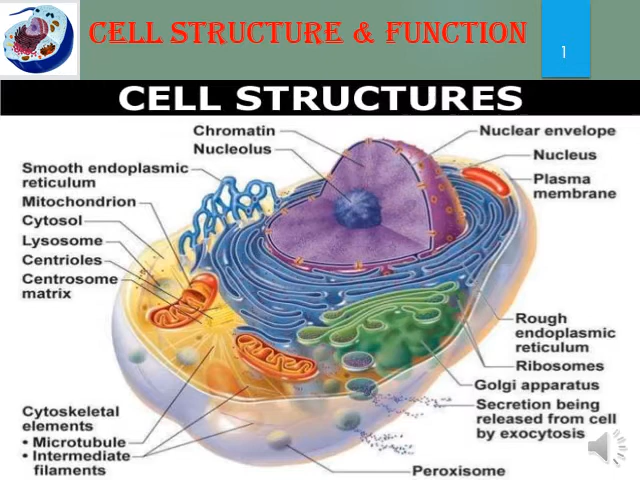 CELL STRUCTURE & FUNCTION
1
CELL STRUCTURES
Chromatin
Nucleolus
Smooth endoplasmic
reticulum
Mitochondrion
Cytosol
Lysosome
Centrioles
Centrosome
matrix
Cytoskeletal
elements
• Microtubule
• Intermediate
filaments
Nuclear envelope
Nucleus
Plasma
membrane
Rough
endoplasmic
reticulum
Ribosomes
Golgi apparatus
Secretion being
released from cell
by exocytosis
Peroxisome